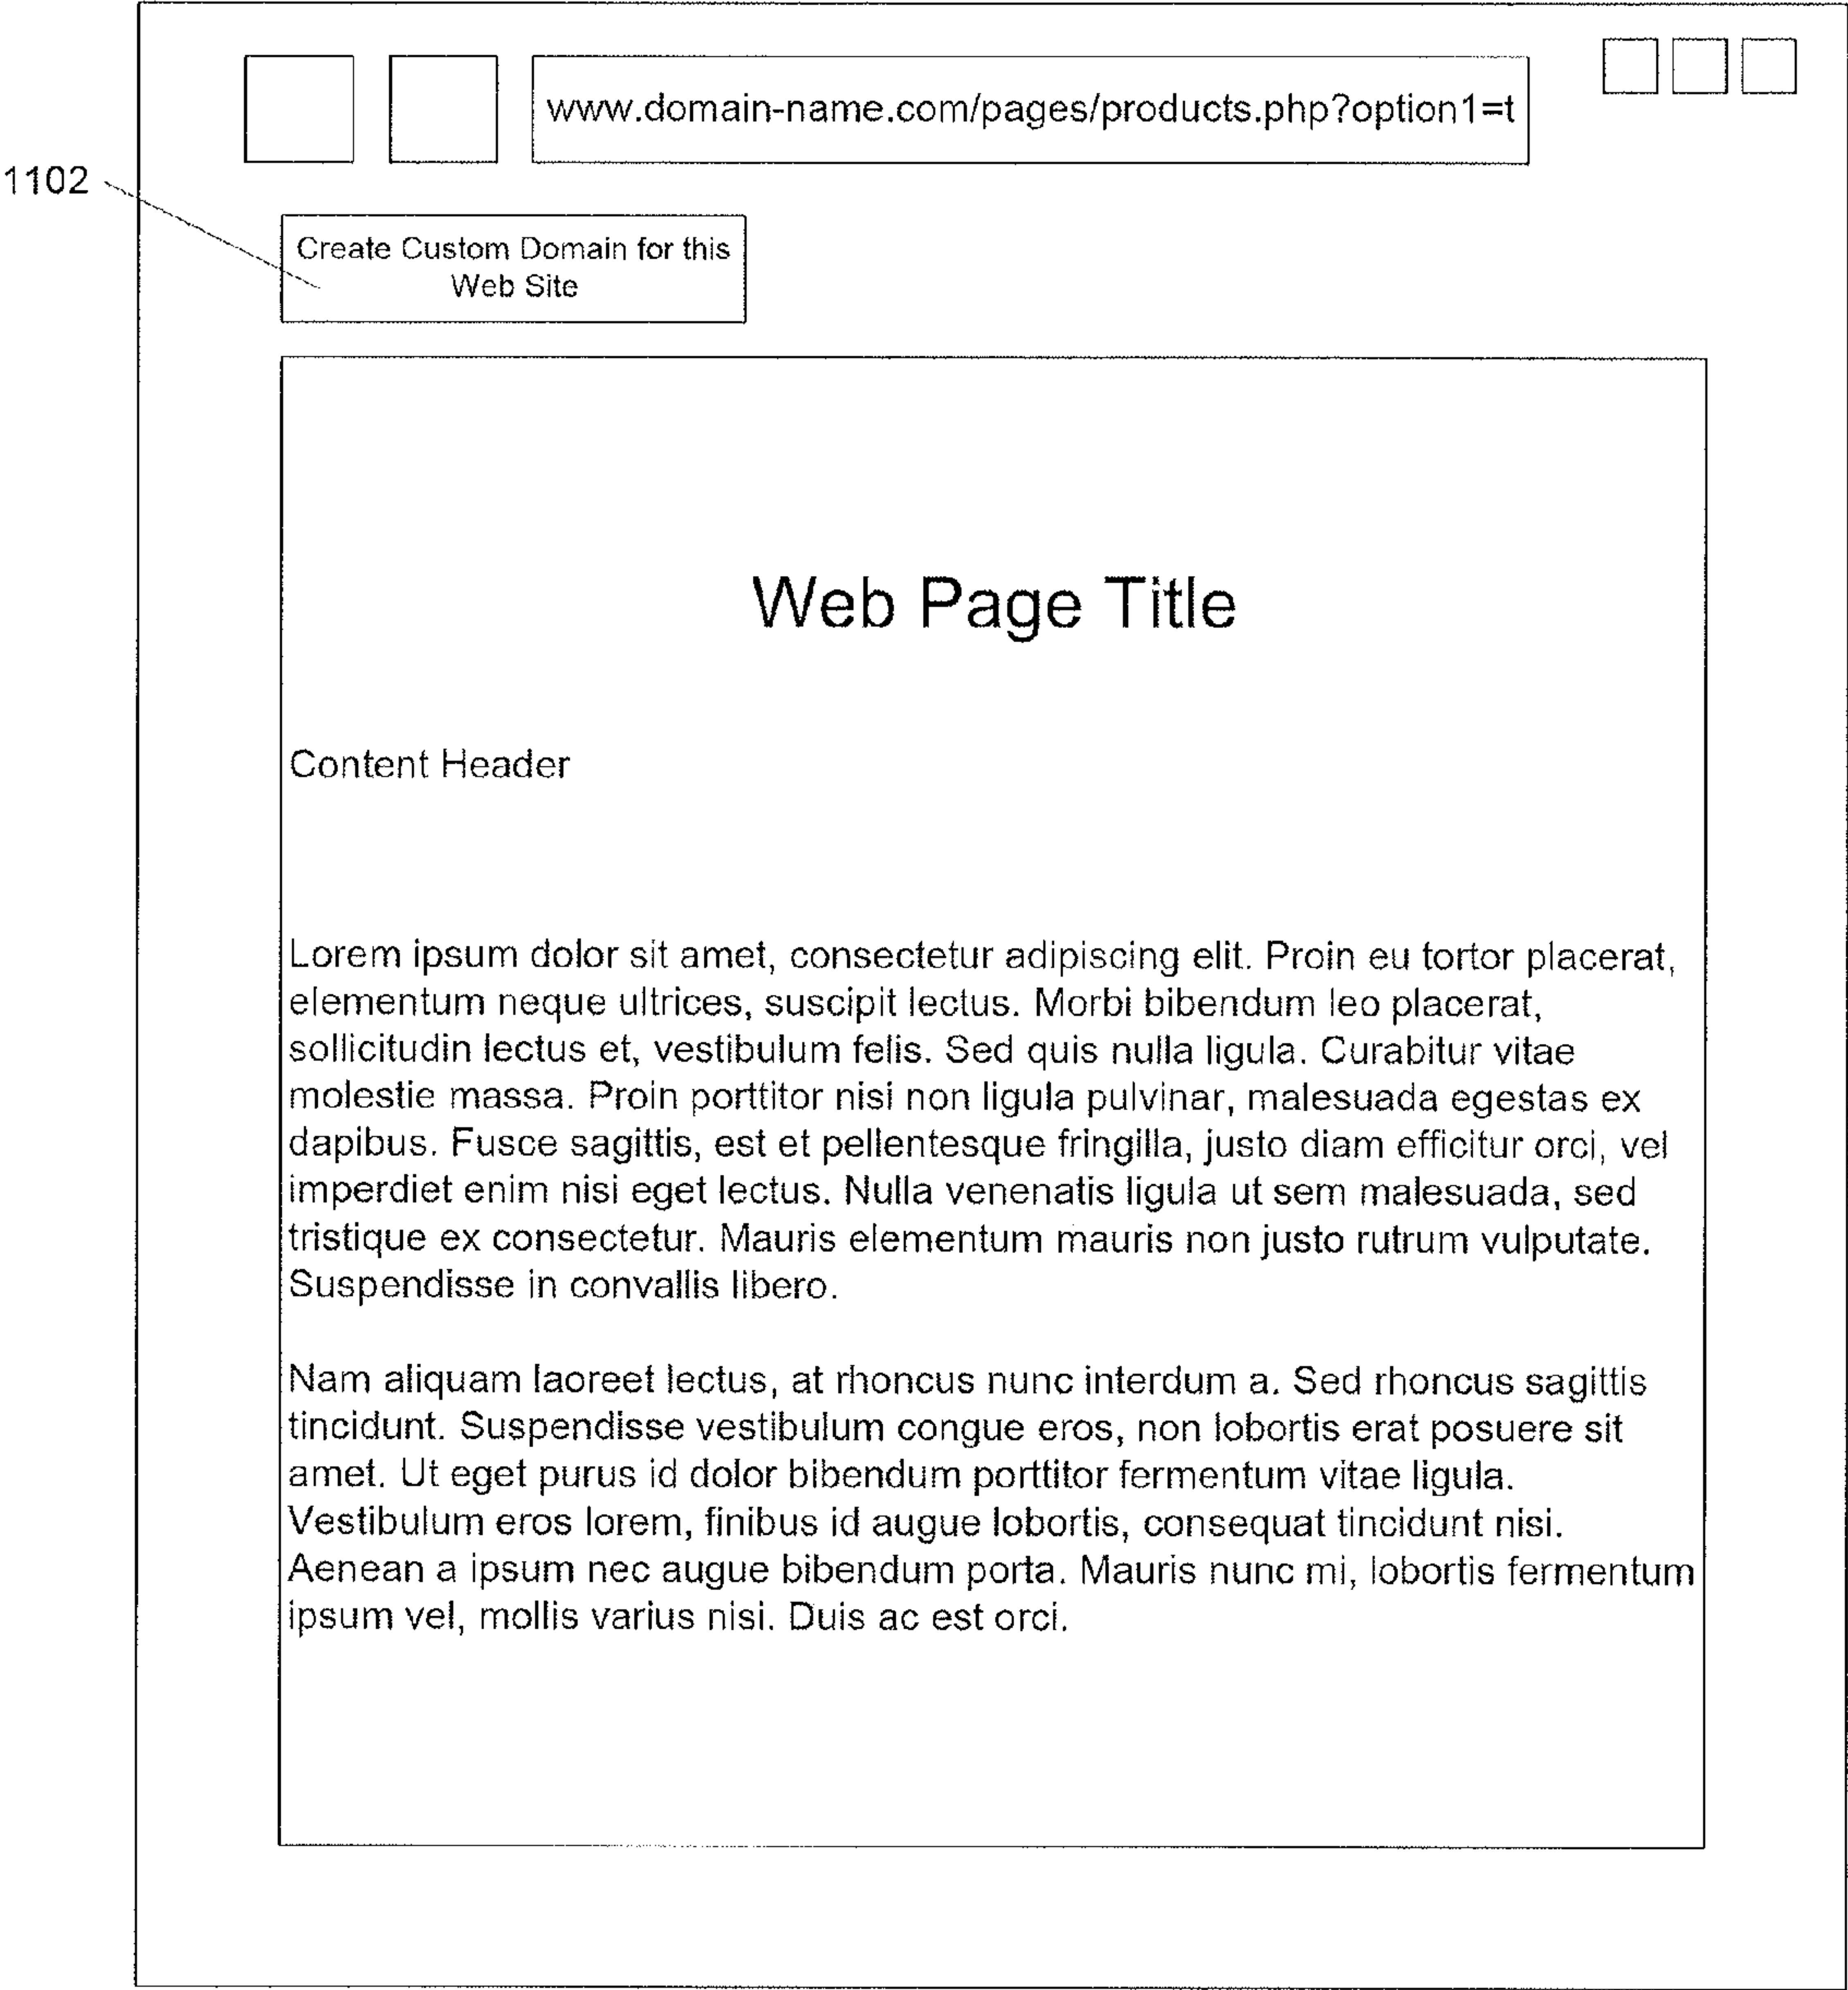 www.domain-name.com/pages/products.php?option1=t
1102
Create Custom Domain for this
Web Site
Web Page Title
Content Header
Lorem ipsum dolor sit amet, consectetur adipiscing elit. Proin eu tortor placerat,
elementum neque ultrices, suscipit lectus. Morbi bibendum leo placerat,
sollicitudin lectus et, vestibulum felis. Sed quis nulla ligula. Curabitur vitae
molestie massa. Proin porttitor nisi non ligula pulvinar, malesuada egestas ex
dapibus. Fusce sagittis, est et pellentesque fringilla, justo diam efficitur orci, vel
imperdiet enim nisi eget lectus. Nulla venenatis ligula ut sem malesuada, sed
tristique ex consectetur. Mauris elementum mauris non justo rutrum vulputate.
Suspendisse in convallis libero.
Nam aliquam laoreet lectus, at rhoncus nunc interdum a. Sed rhoncus sagittis
tincidunt. Suspendisse vestibulum congue eros, non lobortis erat posuere sit
amet. Ut eget purus id dolor bibendum porttitor fermentum vitae ligula.
Vestibulum eros lorem, finibus id augue lobortis, consequat tincidunt nisi.
Aenean a ipsum nec augue bibendum porta. Mauris nunc mi, lobortis fermentum
ipsum vel, mollis varius nisi. Duis ac est orci.